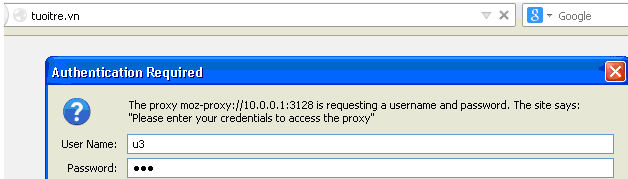 tuoitre.vn
Google
Authentication Required
The proxy moz-proxy://10.0.0.1:3128 is requesting a username and password. The site says:
"Please enter your credentials to access the proxy"
User Name: u3
Password: •••